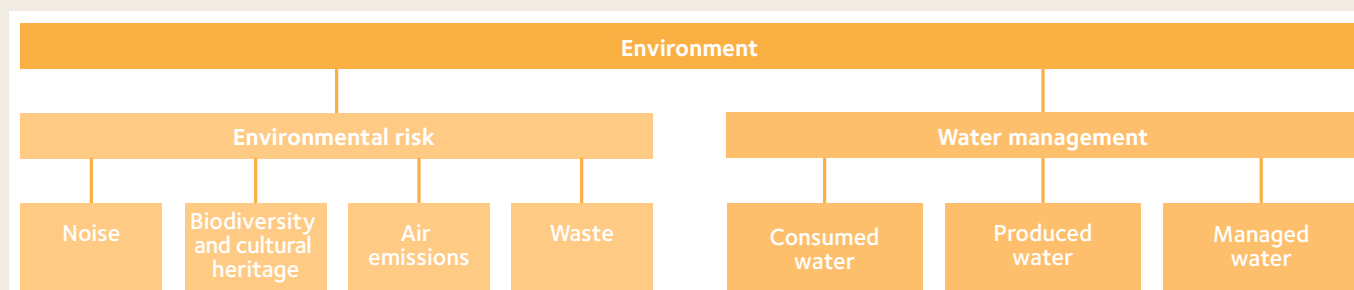 Environment
Environmental risk
Water management
Noise
Biodiversity
and cultural
heritage
Air
emissions
Waste
Consumed
water
Produced
water
Managed
water